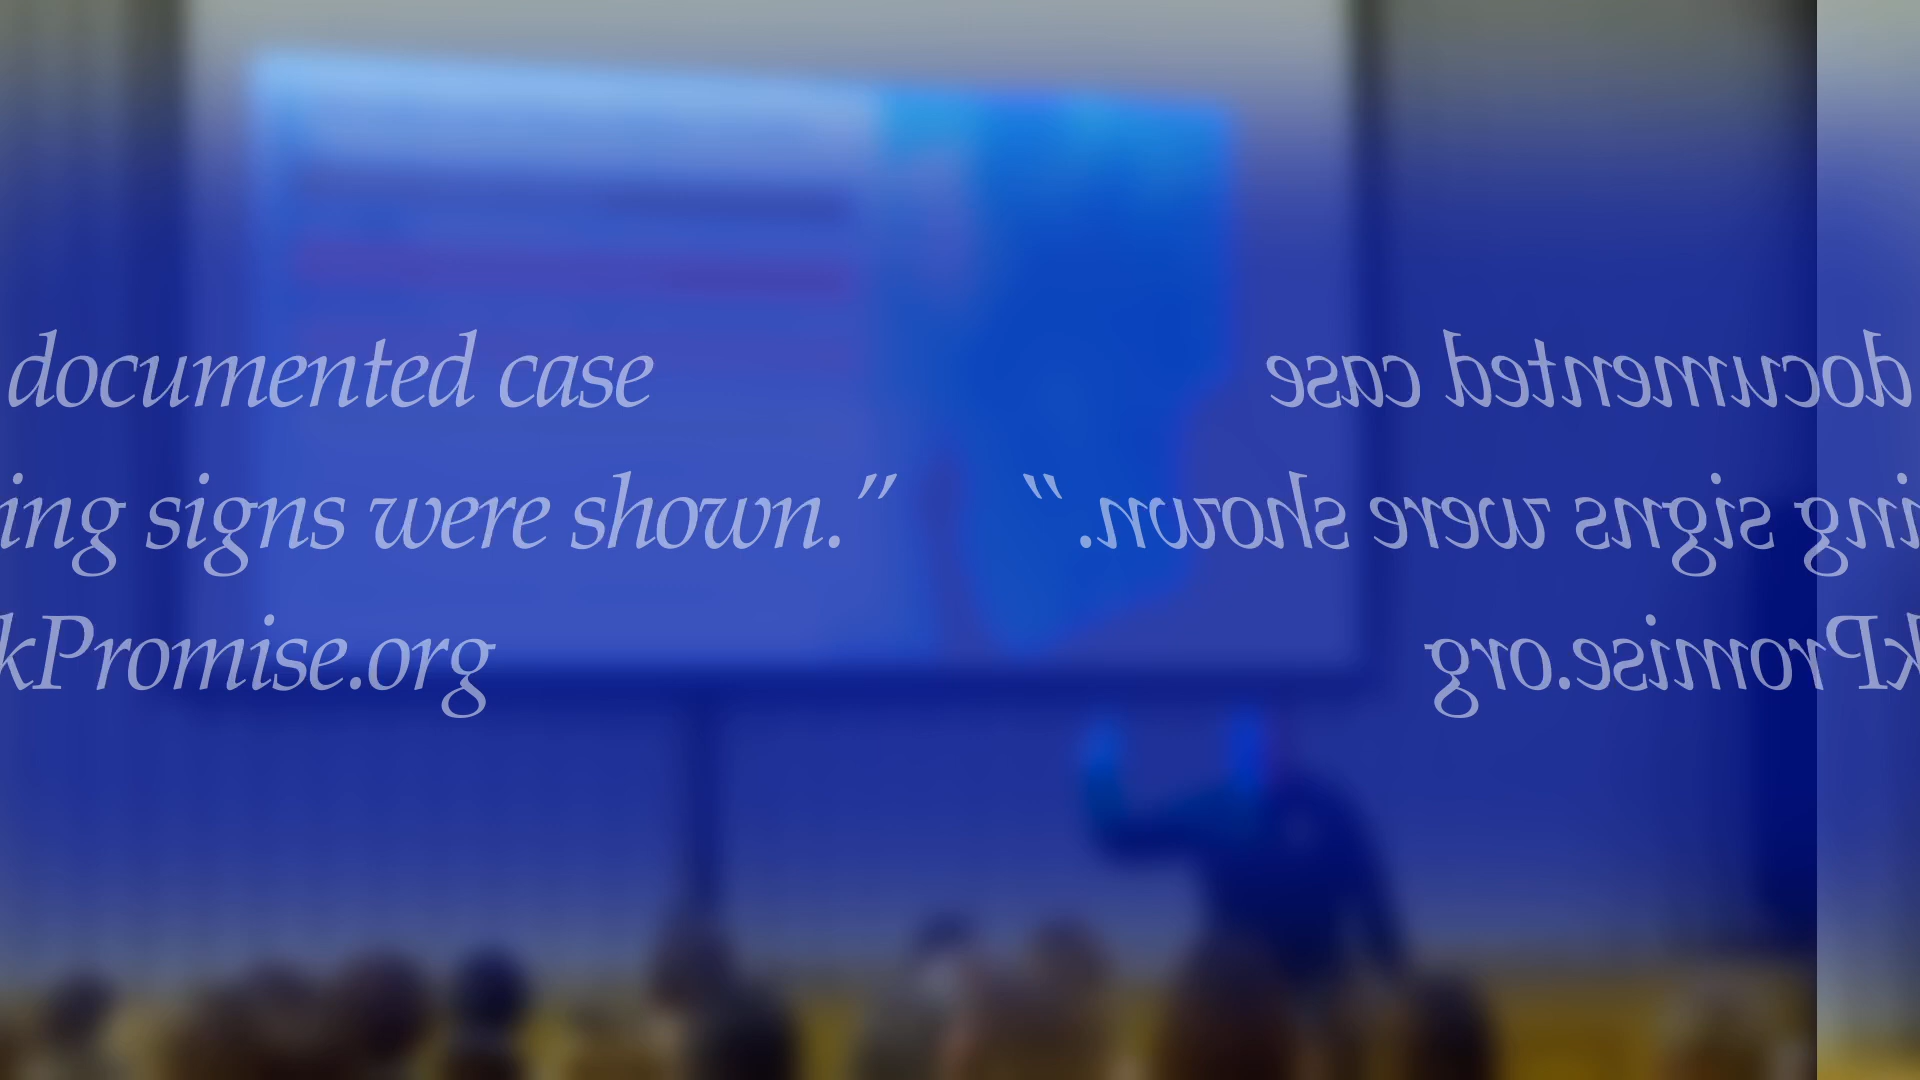 documented case
ing signs were shown.”
kPromise.org
documented case
ing signs were shown.”
kPromise.org